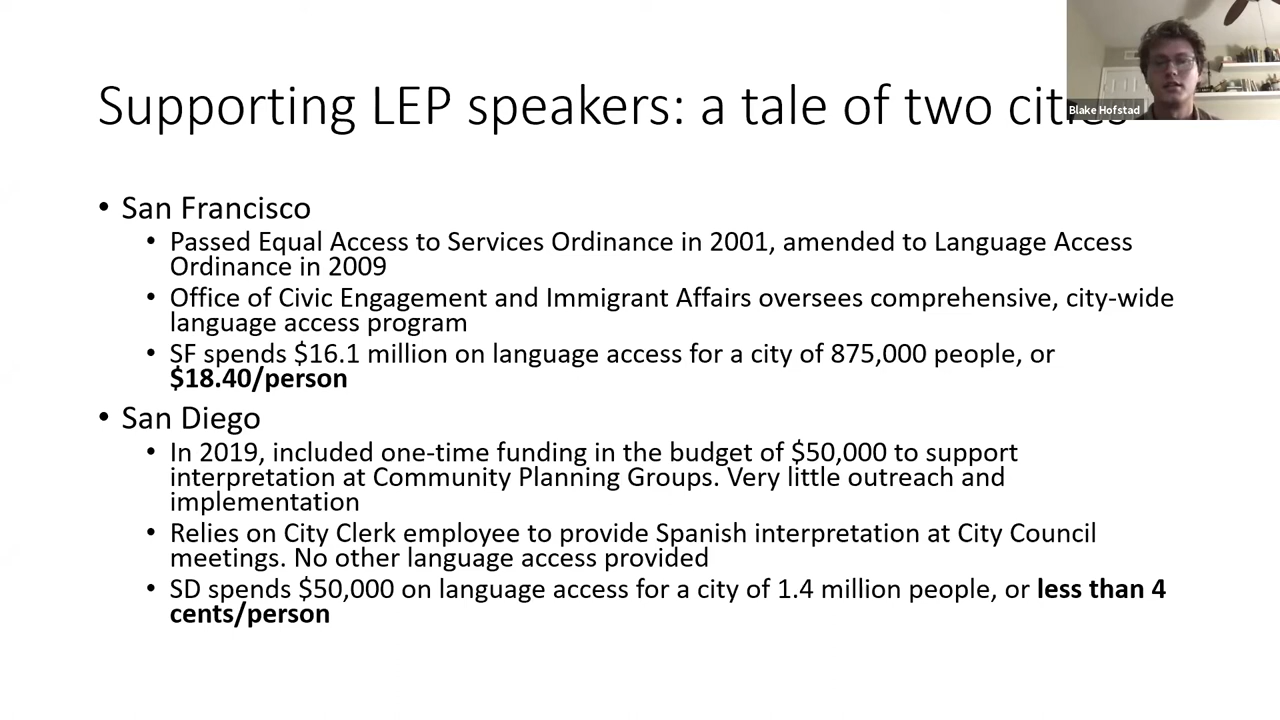 Supporting LEP speakers: a tale of two cities
Blake Hofstad
• San Francisco
• Passed Equal Access to Services Ordinance in 2001, amended to Language Access
Ordinance in 2009
• Office of Civic Engagement and Immigrant Affairs oversees comprehensive, city-wide
language access program
• SF spends $16.1 million on language access for a city of 875,000 people, or
$18.40/person
• San Diego
• In 2019, included one-time funding in the budget of $50,000 to support
interpretation at Community Planning Groups. Very little outreach and
implementation
• Relies on City Clerk employee to provide Spanish interpretation at City Council
meetings. No other language access provided
• SD spends $50,000 on language access for a city of 1.4 million people, or less than 4
cents/person